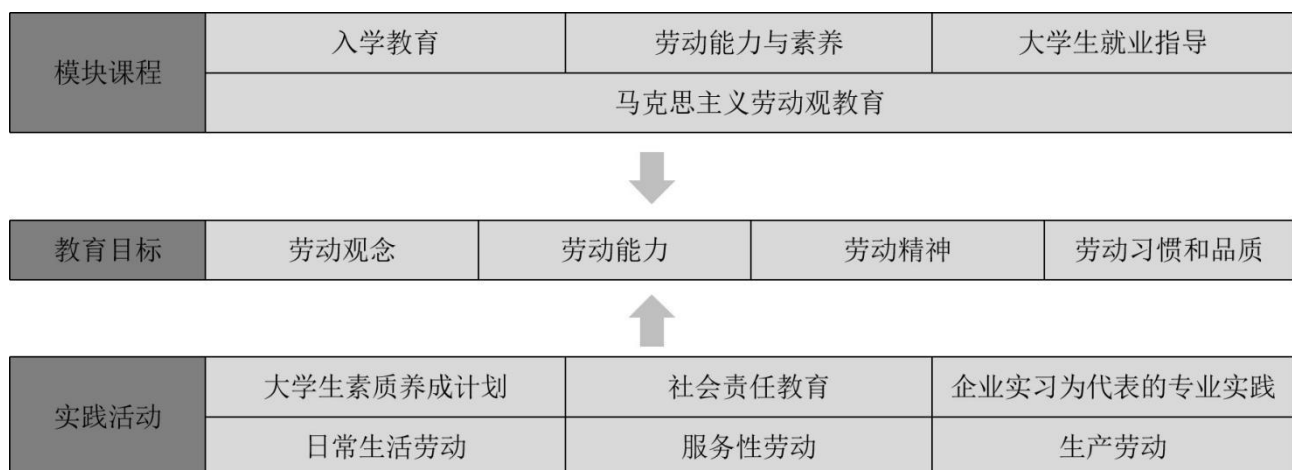 模块课程
入学教育 劳动能力与素养 大学生就业指导
马克思主义劳动观教育
教育目标 劳动观念 劳动能力 劳动精神 劳动习惯和品质
实践活动
大学生素质养成计划 社会责任教育 企业实习为代表的专业实践
日常生活劳动 服务性劳动 生产劳动